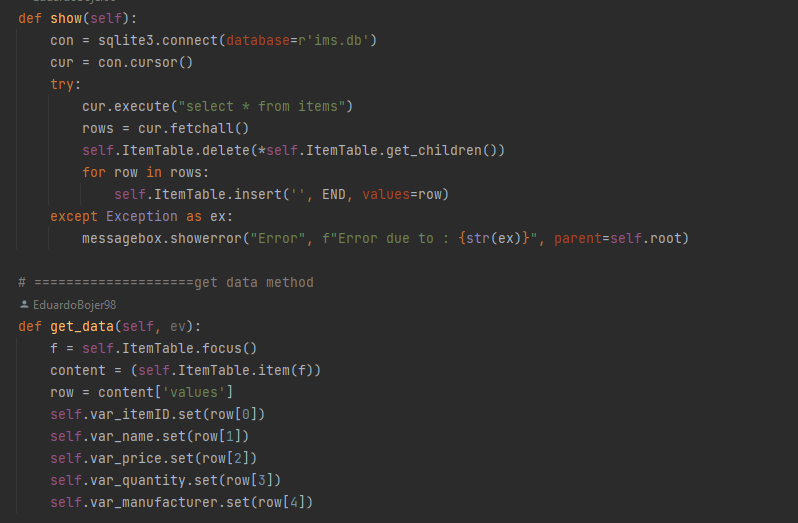 def show(self):
    con = sqlite3.connect(database=r'ims.db')
    cur = con.cursor()
    try:
        cur.execute("select * from items")
        rows = cur.fetchall()
        self.ItemTable.delete(*self.ItemTable.get_children())
        for row in rows:
            self.ItemTable.insert('', END, values=row)
    except Exception as ex:
        messagebox.showerror("Error", f"Error due to : {str(ex)}", parent=self.root)
# ====================get data method
EduardoBojer98
def get_data(self, ev):
    f = self.ItemTable.focus()
    content = (self.ItemTable.item(f))
    row = content['values']
    self.var_itemID.set(row[0])
    self.var_name.set(row[1])
    self.var_price.set(row[2])
    self.var_quantity.set(row[3])
    self.var_manufacturer.set(row[4])